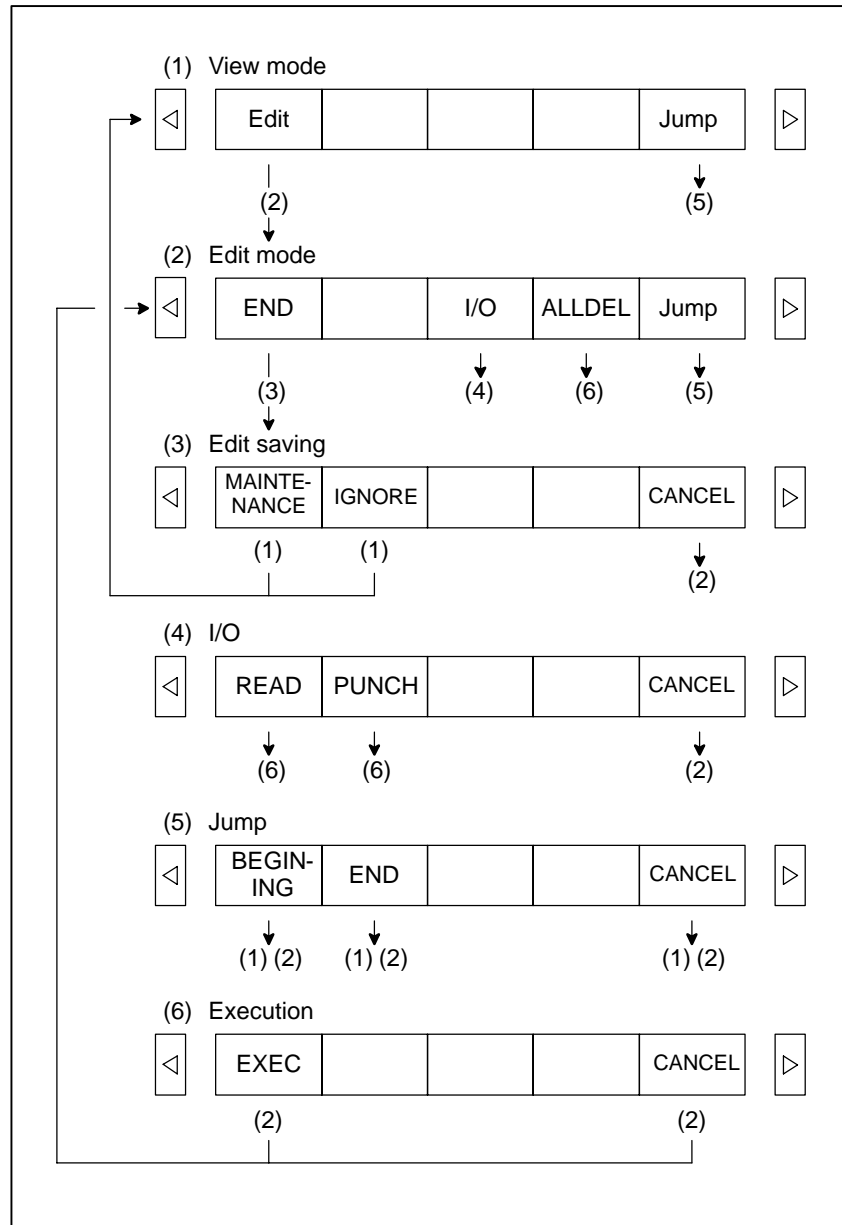 (1) View mode
Edit Jump
(2) (5)
(2) Edit mode
END I/O ALLDEL Jump
(3) (4) (6) (5)
(3) Edit saving
MAINTE-
NANCE IGNORE CANCEL
(1) (1) (2)
(4) I/O
READ PUNCH CANCEL
(6) (6) (2)
(5) Jump
BEGIN-
ING END CANCEL
(1) (2) (1) (2) (1) (2)
(6) Execution
EXEC CANCEL
(2) (2)